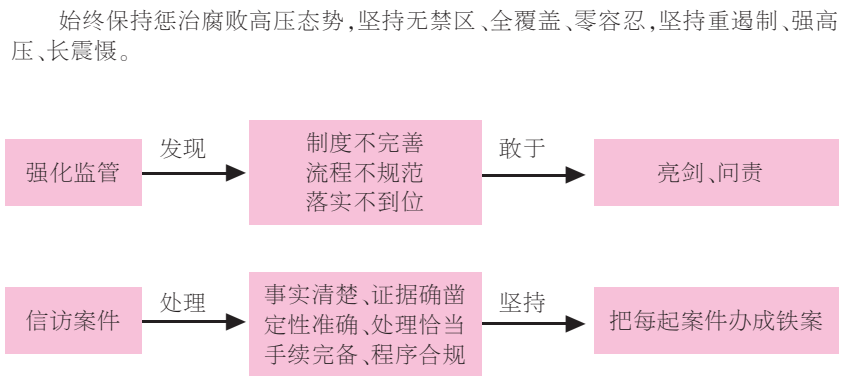 始终保持惩治腐败高压态势,坚持无禁区、全覆盖、零容忍,坚持重遏制、强高
压、长震慑。
强化监管
发现
制度不完善
流程不规范
落实不到位
敢于
亮剑、问责
信访案件
处理
事实清楚、证据确凿
定性准确、处理恰当
手续完备、程序合规
坚持
把每起案件办成铁案